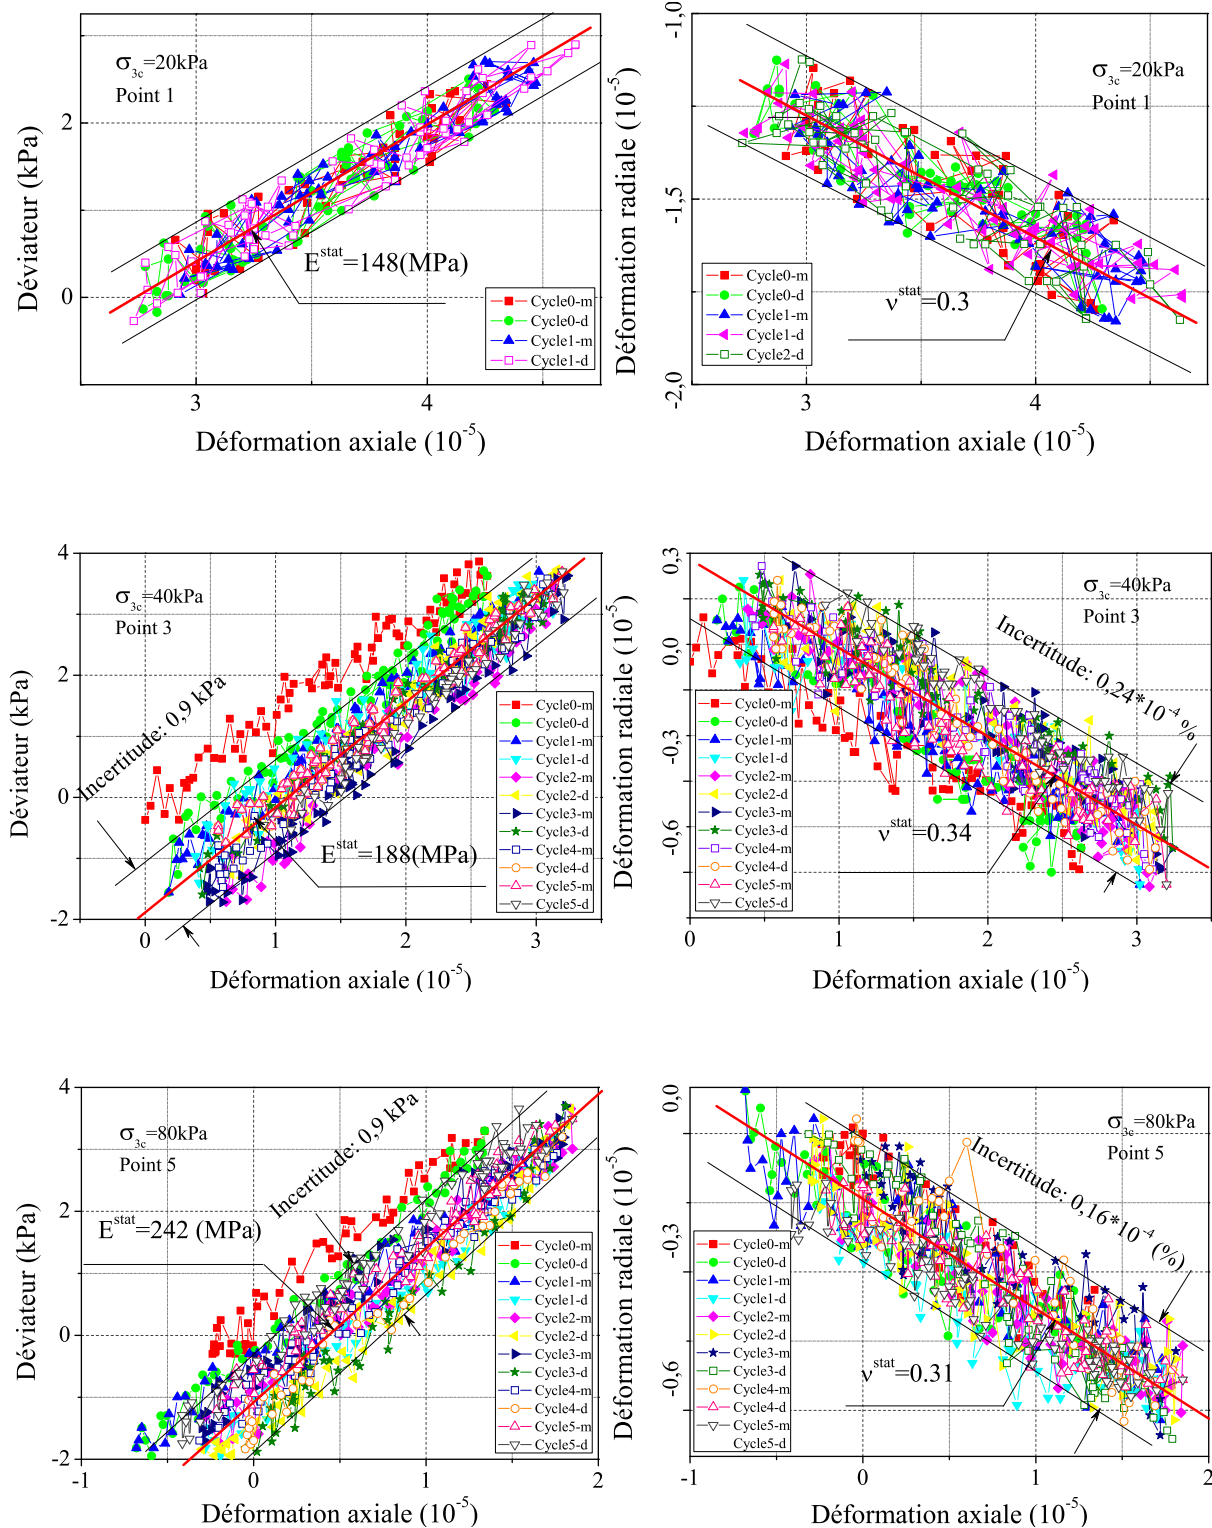 σ3c=20kPa
Point 1
Déviateur (kPa)
2
0
3
4
Déformation axiale (10-5)
Estat=148(MPa)
Cycle0-m
Cycle0-d
Cycle1-m
Cycle1-d
σ3c=20kPa
Point 1
Déformation radiale (10-5)
-1,0
-1,5
-2,0
3
4
Déformation axiale (10-5)
νstat=0.3
Cycle0-m
Cycle0-d
Cycle1-m
Cycle1-d
Cycle2-d
σ3c=40kPa
Point 3
Déviateur (kPa)
4
2
0
-2
0
1
2
3
Déformation axiale (10-5)
Incertitude: 0,9 kPa
Estat=188(MPa)
Cycle0-m
Cycle0-d
Cycle1-m
Cycle1-d
Cycle2-m
Cycle2-d
Cycle3-m
Cycle3-d
Cycle4-m
Cycle4-d
Cycle5-m
Cycle5-d
σ3c=40kPa
Point 3
Déformation radiale (10-5)
0,3
0,0
-0,3
-0,6
0
1
2
3
Déformation axiale (10-5)
Incertitude: 0,24*10-4 %
νstat=0.34
Cycle0-m
Cycle0-d
Cycle1-m
Cycle1-d
Cycle2-m
Cycle2-d
Cycle3-m
Cycle3-d
Cycle4-m
Cycle4-d
Cycle5-m
Cycle5-d
σ3c=80kPa
Point 5
Déviateur (kPa)
4
2
0
-2
-1
0
1
2
Déformation axiale (10-5)
Incertitude: 0,9 kPa
Estat=242 (MPa)
Cycle0-m
Cycle0-d
Cycle1-m
Cycle1-d
Cycle2-m
Cycle2-d
Cycle3-m
Cycle3-d
Cycle4-m
Cycle4-d
Cycle5-m
Cycle5-d
σ3c=80kPa
Point 5
Déformation radiale (10-5)
0,0
-0,3
-0,6
-1
0
1
2
Déformation axiale (10-5)
Incertitude: 0,16*10-4 (%)
νstat=0.31
Cycle0-m
Cycle0-d
Cycle1-m
Cycle1-d
Cycle2-m
Cycle2-d
Cycle3-m
Cycle3-d
Cycle4-m
Cycle4-d
Cycle5-m
Cycle5-d